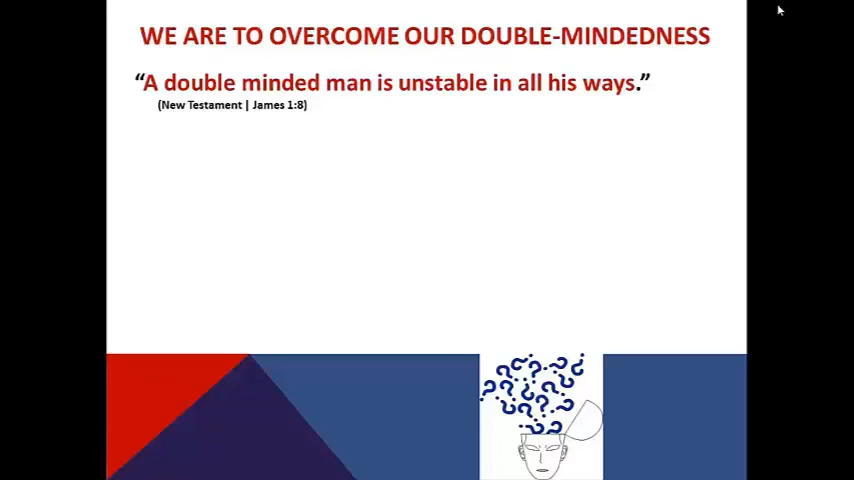 WE ARE TO OVERCOME OUR DOUBLE-MINDEDNESS
“A double minded man is unstable in all his ways.”
(New Testament | James 1:8)